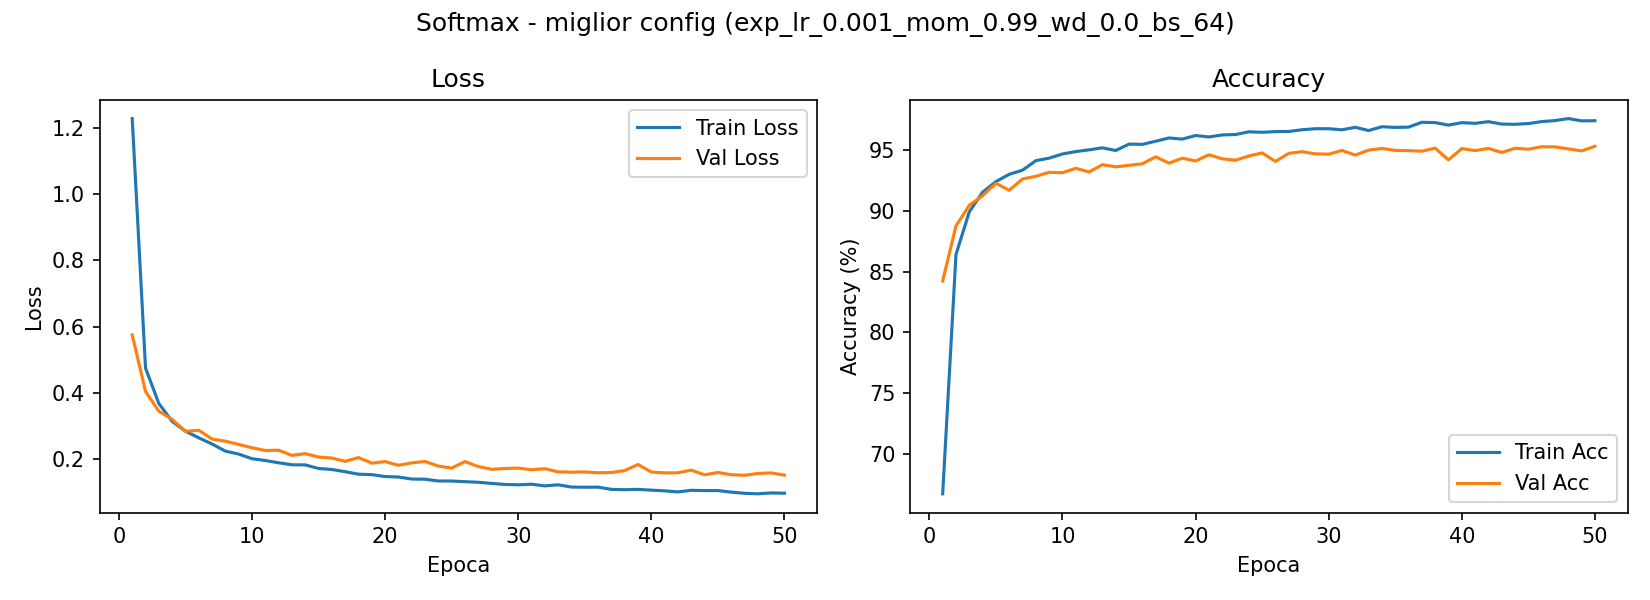 Softmax - miglior config (exp_lr_0.001_mom_0.99_wd_0.0_bs_64)
Loss
Train Loss
Val Loss
Loss
1.2
1.0
0.8
0.6
0.4
0.2
0 10 20 30 40 50
Epoca
Accuracy
Accuracy (%)
95
90
85
80
75
70
Train Acc
Val Acc
0 10 20 30 40 50
Epoca